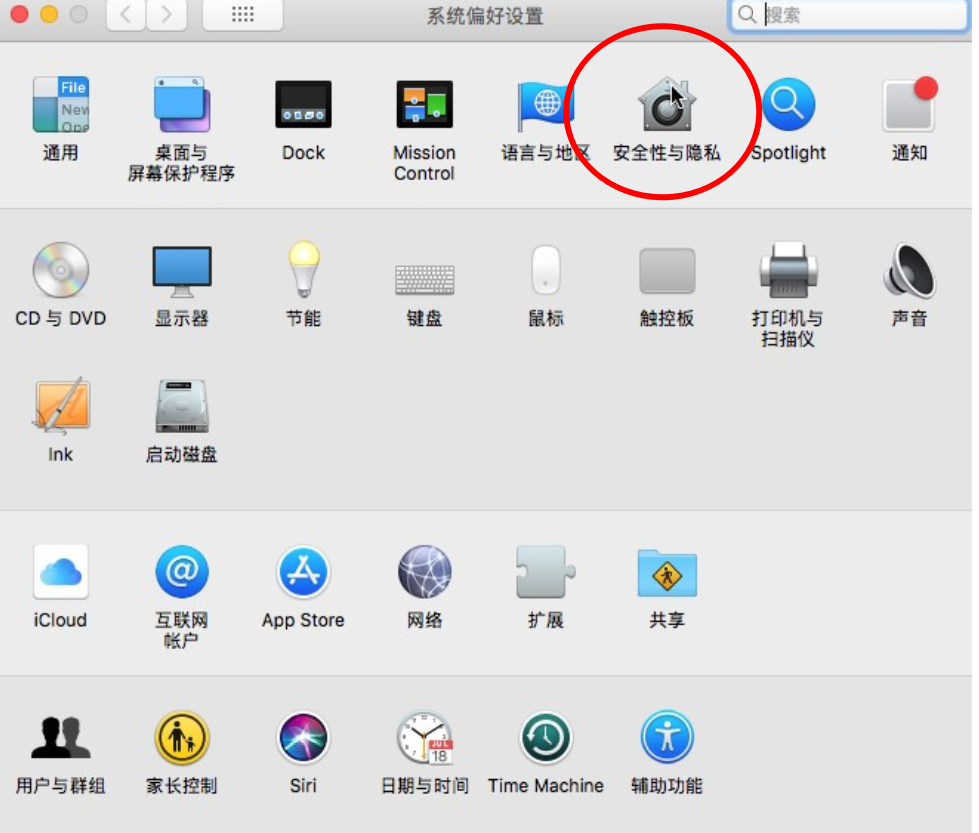 系统偏好设置
搜索
File
New
Ope
通用
桌面与
屏幕保护程序
Dock
Mission
Control
语言与地区
安全性与隐私
Spotlight
通知
CD 与 DVD
显示器
节能
键盘
鼠标
触控板
打印机与
扫描仪
声音
Ink
启动磁盘
iCloud
互联网
帐户
App Store
网络
扩展
共享
用户与群组
家长控制
Siri
JUL
18
日期与时间
Time Machine
辅助功能